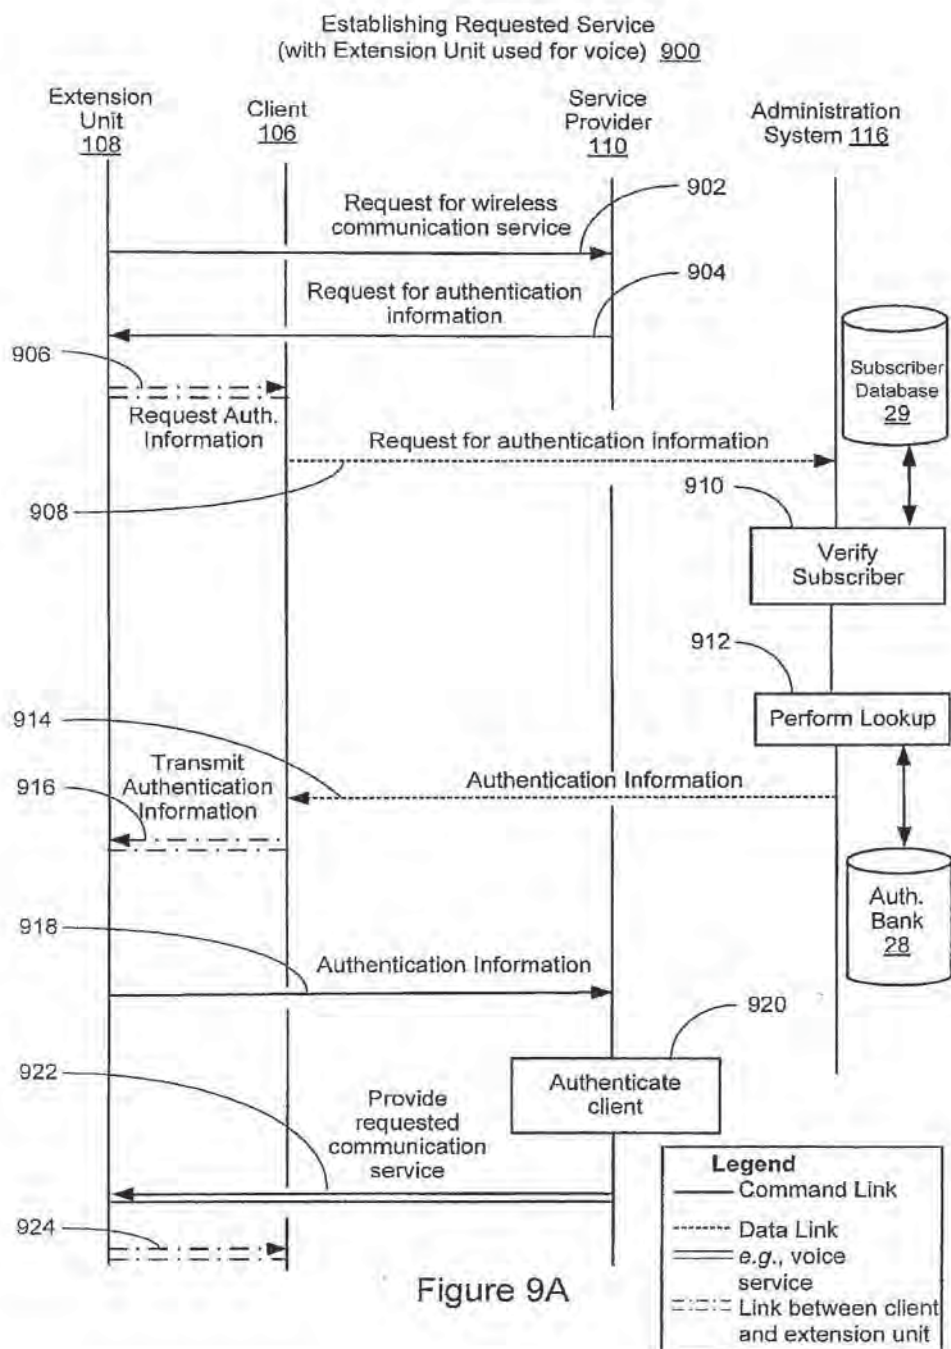 Establishing Requested Service
(with Extension Unit used for voice) 900
Extension
Unit
108
Client
106
Service
Provider
110
Administration
System 116
902
Request for wireless
communication service
904
Request for authentication
information
906
Request Auth.
Information
Subscriber
Database
29
Request for authentication information
908
910
Verify
Subscriber
912
Perform Lookup
914
Transmit
Authentication
Information
916
Authentication Information
Auth.
Bank
28
918
Authentication Information
920
Authenticate
client
922
Provide
requested
communication
service
924
Figure 9A
Legend
Command Link
Data Link
e.g., voice
service
Link between client
and extension unit